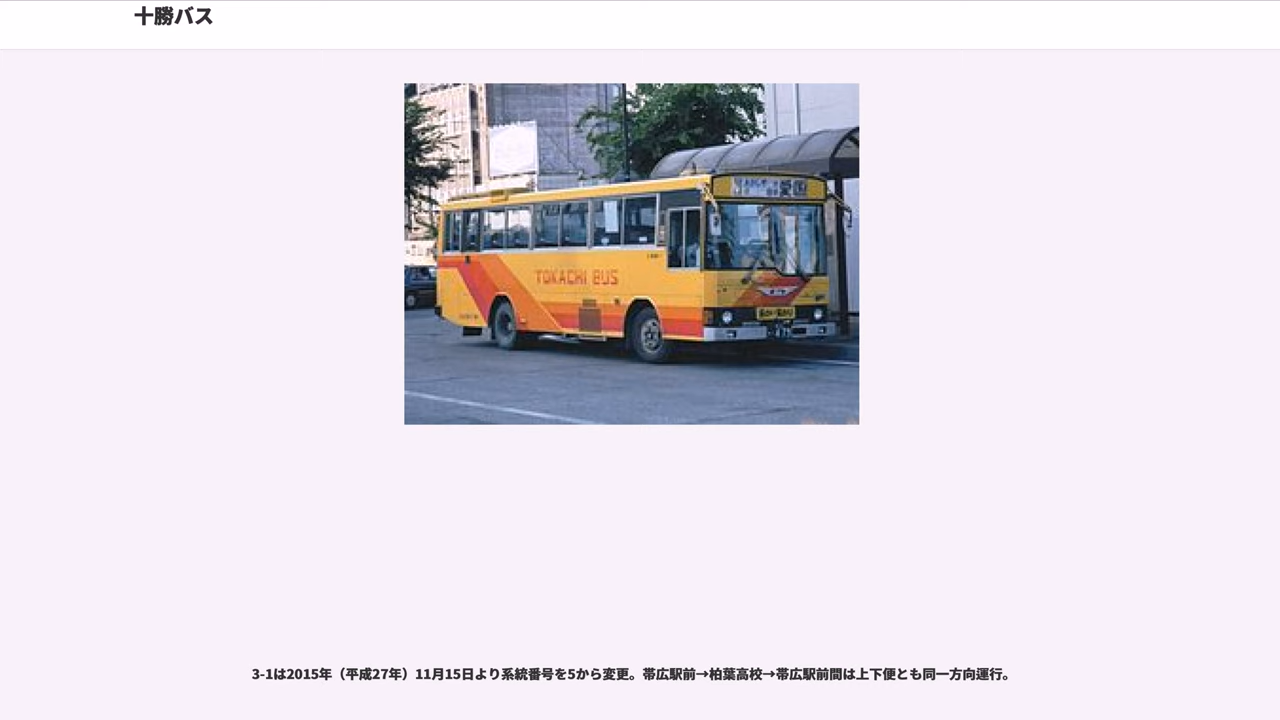 十勝バス
TOKACHI BUS
3-1は2015年（平成27年）11月15日より系統番号を5から変更。帯広駅前→柏葉高校→帯広駅前間は上下便とも同一方向運行。